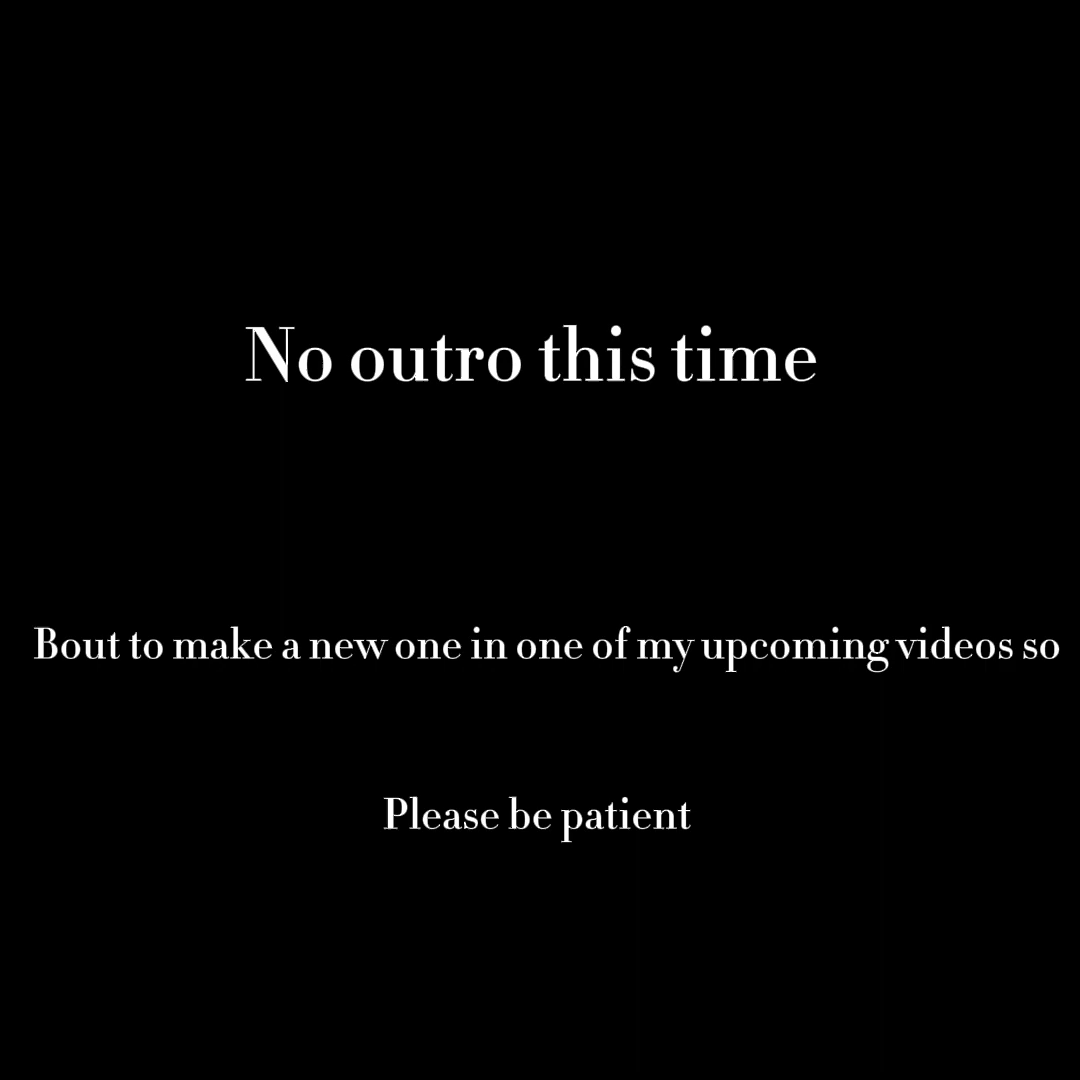 No outro this time
Bout to make a new one in one of my upcoming videos so
Please be patient